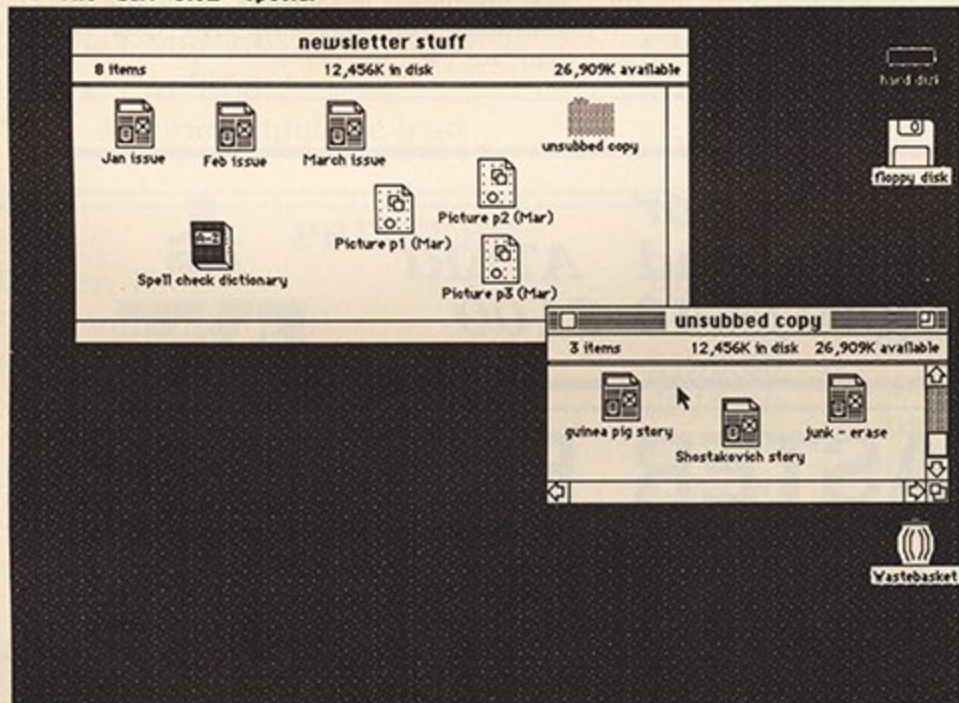 newsletter stuff
8 items 12,456K in disk 26,909K available
Jan issue Feb issue March issue unsubbed copy
Picture p1 (Mar) Picture p2 (Mar)
Spell check dictionary Picture p3 (Mar)
hard disk
floppy disk
unsubbed copy
3 items 12,456K in disk 26,909K available
guinea pig story Shostakovich story junk - erase
Wastebasket
A-Z